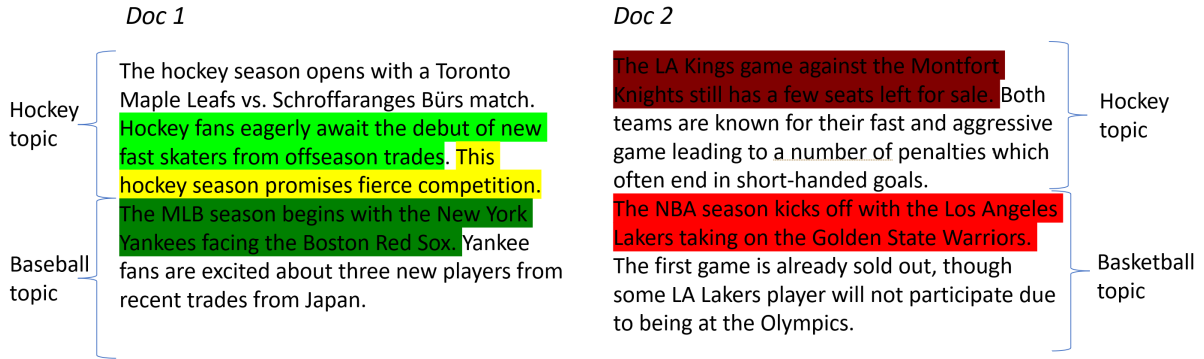 Doc 1
Hockey
topic
The hockey season opens with a Toronto
Maple Leafs vs. Schroffaranges Bürs match.
Hockey fans eagerly await the debut of new
fast skaters from offseason trades. This
hockey season promises fierce competition.
Baseball
topic
The MLB season begins with the New York
Yankees facing the Boston Red Sox. Yankee
fans are excited about three new players from
recent trades from Japan.
Doc 2
The LA Kings game against the Montfort
Knights still has a few seats left for sale. Both
teams are known for their fast and aggressive
game leading to a number of penalties which
often end in short-handed goals.
Hockey
topic
The NBA season kicks off with the Los Angeles
Lakers taking on the Golden State Warriors.
The first game is already sold out, though
some LA Lakers player will not participate due
to being at the Olympics.
Basketball
topic